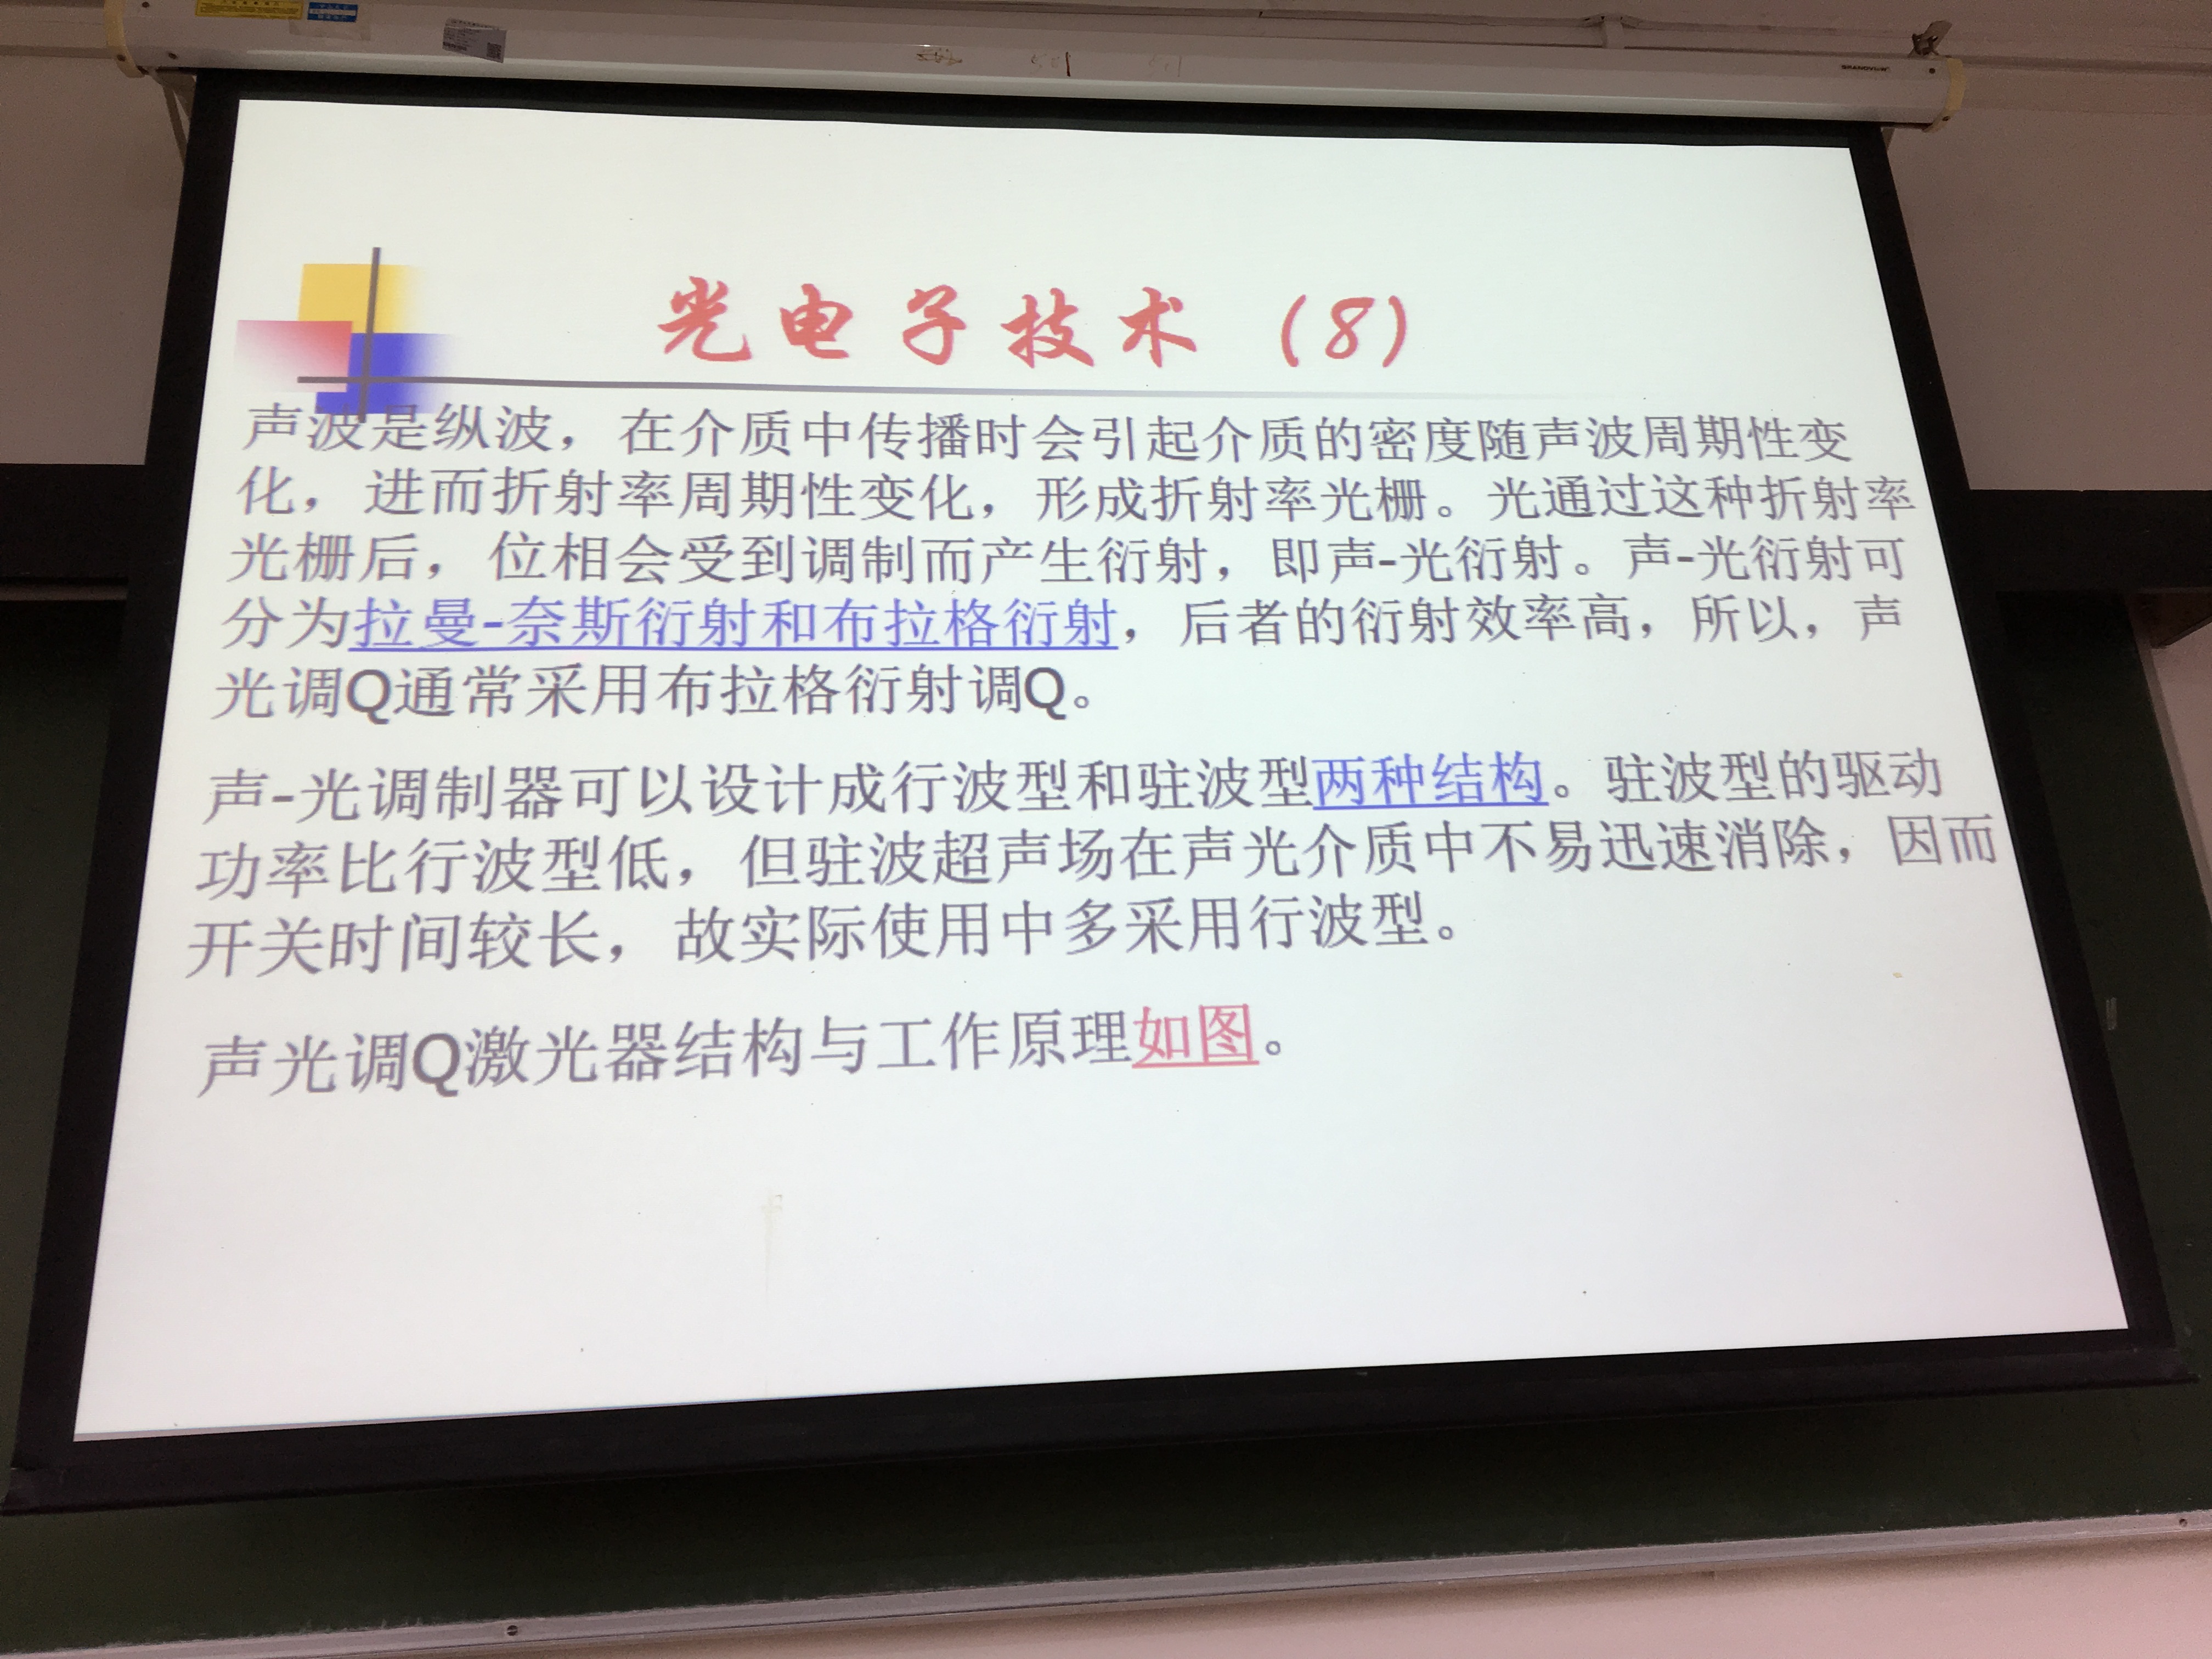 光电子技术（8）
声波是纵波，在介质中传播时会引起介质的密度随声波周期性变
化，进而折射率周期性变化，形成折射率光栅。光通过这种折射率
光栅后，位相会受到调制而产生衍射，即声-光衍射。声-光衍射可
分为拉曼-奈斯衍射和布拉格衍射，后者的衍射效率高，所以，声
光调Q通常采用布拉格衍射调Q。
声-光调制器可以设计成行波型和驻波型两种结构。驻波型的驱动
功率比行波型低，但驻波超声场在声光介质中不易迅速消除，因而
开关时间较长，故实际使用中多采用行波型。
声光调Q激光器结构与工作原理如图。